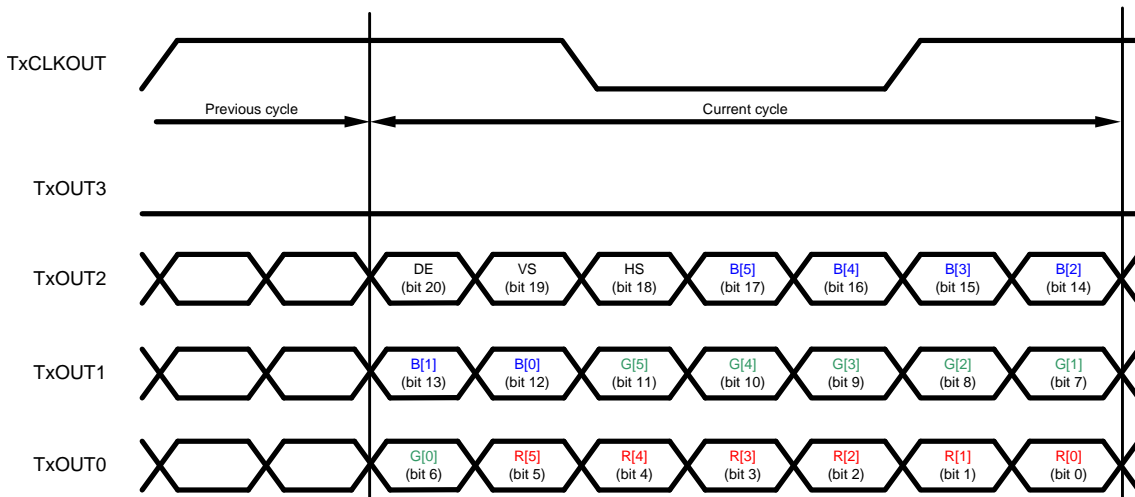 TxCLKOUT
Previous cycle
Current cycle
TxOUT3
TxOUT2
DE
(bit 20)
VS
(bit 19)
HS
(bit 18)
B[5]
(bit 17)
B[4]
(bit 16)
B[3]
(bit 15)
B[2]
(bit 14)
TxOUT1
B[1]
(bit 13)
B[0]
(bit 12)
G[5]
(bit 11)
G[4]
(bit 10)
G[3]
(bit 9)
G[2]
(bit 8)
G[1]
(bit 7)
TxOUT0
G[0]
(bit 6)
R[5]
(bit 5)
R[4]
(bit 4)
R[3]
(bit 3)
R[2]
(bit 2)
R[1]
(bit 1)
R[0]
(bit 0)